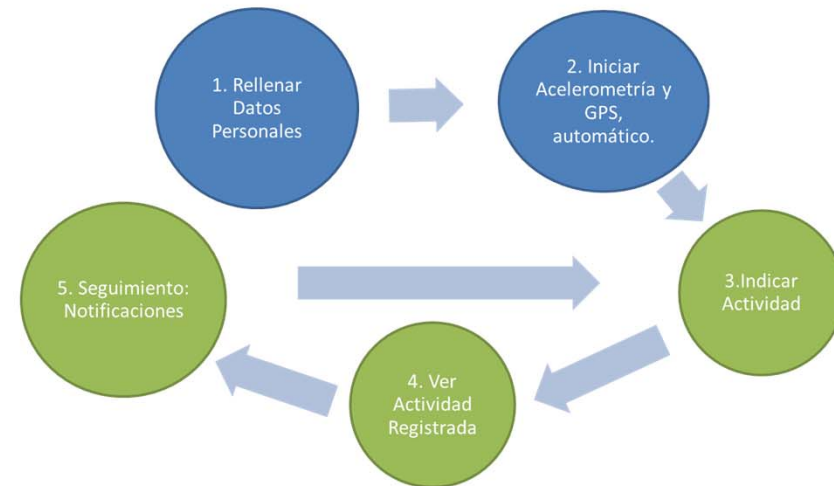 1. Rellenar
Datos
Personales
2. Iniciar
Acelerometría y
GPS,
automático.
3.Indicar
Actividad
4. Ver
Actividad
Registrada
5. Seguimiento:
Notificaciones